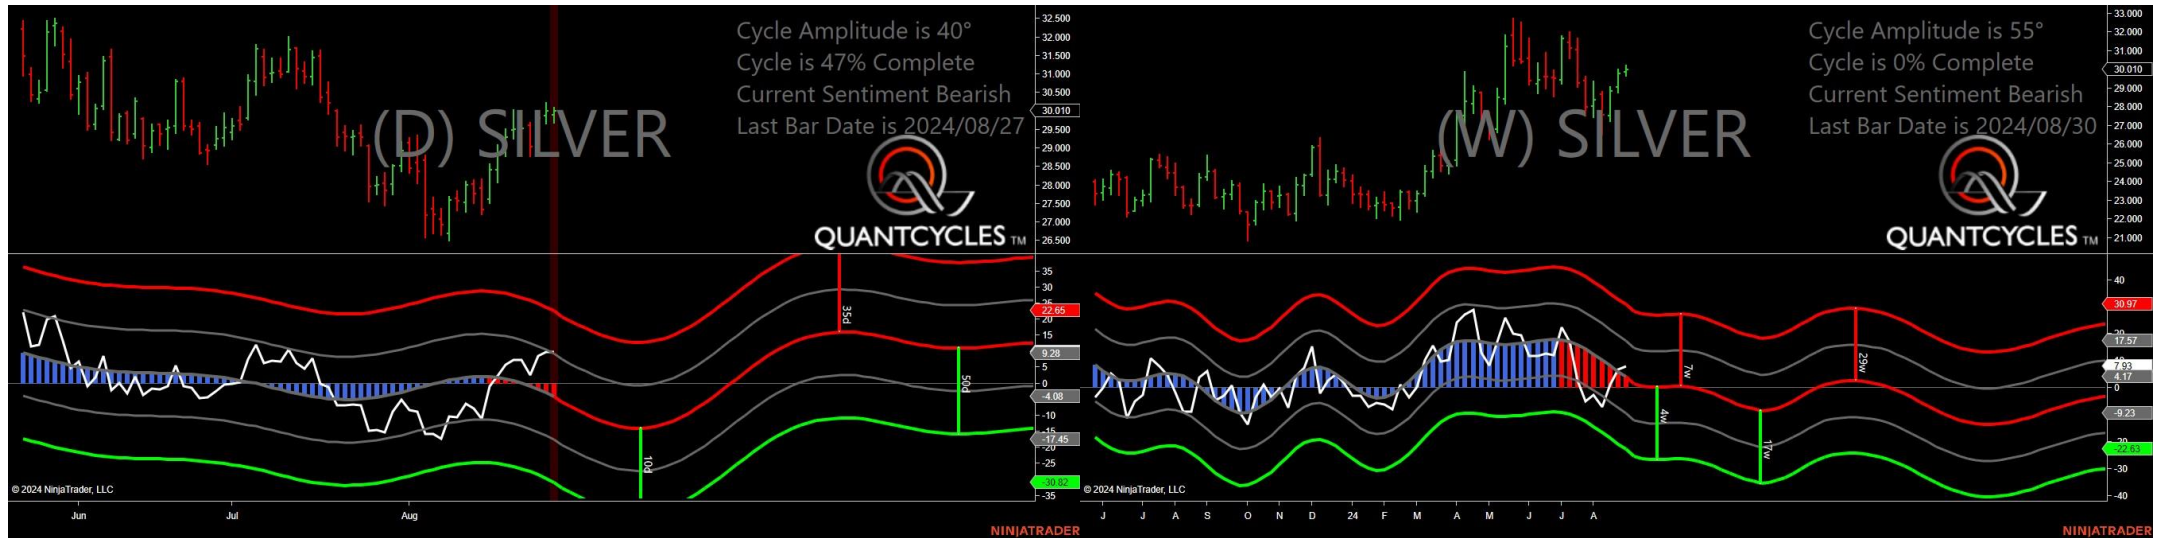 Cycle Amplitude is 40°
Cycle is 47% Complete
Current Sentiment Bearish
Last Bar Date is 2024/08/27
(D) SILVER
QUANTCYCLES TM
32.500
32.000
31.500
31.000
30.500
30.010
29.500
29.000
28.500
28.000
27.500
27.000
26.500
35
30
25
22.65
20
15
9.28
5
0
-4.08
-10
-15
-17.45
-20
-25
-30.82
-35
35d
50d
10d
© 2024 NinjaTrader, LLC
Jun
Jul
Aug
NINJATRADER
Cycle Amplitude is 55°
Cycle is 0% Complete
Current Sentiment Bearish
Last Bar Date is 2024/08/30
(W) SILVER
QUANTCYCLES TM
33.000
32.000
31.000
30.010
29.000
28.000
27.000
26.000
25.000
24.000
23.000
22.000
21.000
40
30.97
20
17.57
7.93
4.17
0
-9.23
-20
-22.63
-30
-40
7w
29w
4w
17w
© 2024 NinjaTrader, LLC
J
J
A
S
O
N
D
24
F
M
A
M
J
J
A
NINJATRADER